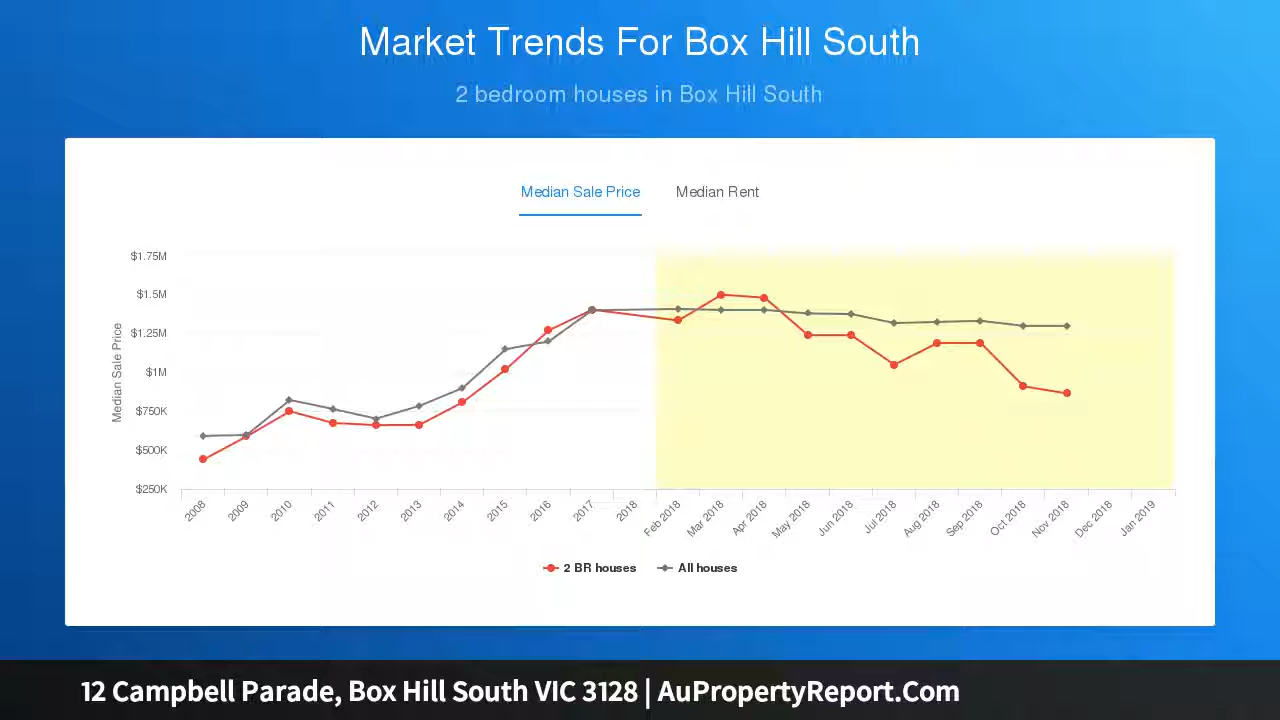 Market Trends For Box Hill South
2 bedroom houses in Box Hill South
Median Sale Price Median Rent
$1.75M
$1.5M
$1.25M
$1M
$750K
$500K
$250K
Median Sale Price
2008 2009 2010 2011 2012 2013 2014 2015 2016 2017 2018 Feb 2018 Mar 2018 Apr 2018 May 2018 Jun 2018 Jul 2018 Aug 2018 Sep 2018 Oct 2018 Nov 2018 Dec 2018 Jan 2019
2 BR houses All houses
12 Campbell Parade, Box Hill South VIC 3128 | AuPropertyReport.Com